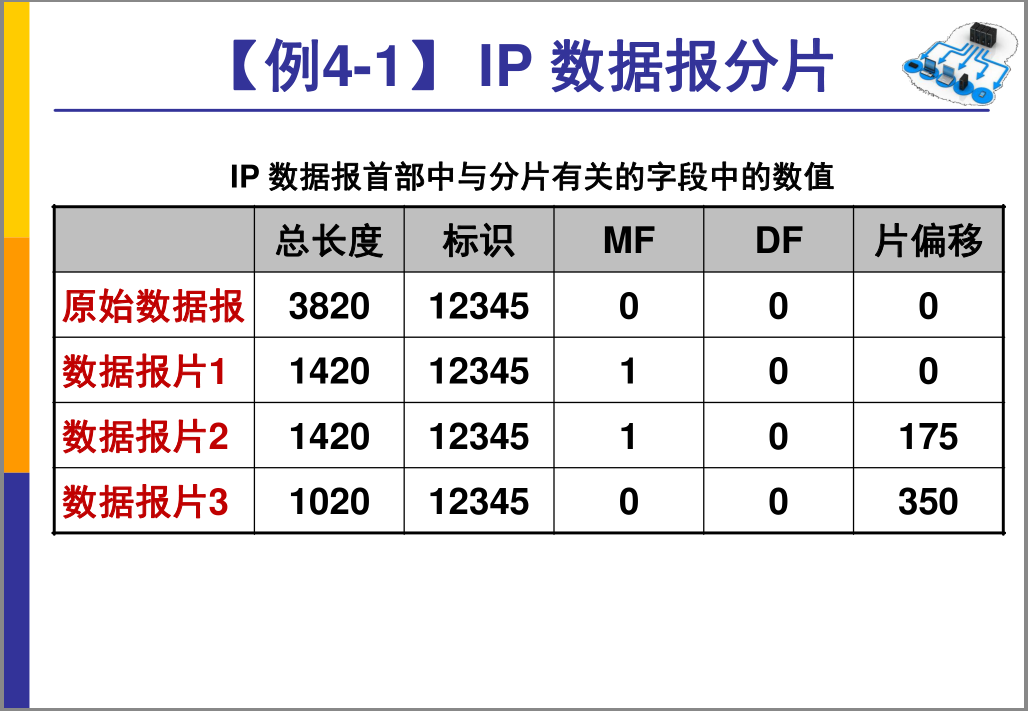 【例4-1】 IP 数据报分片
IP 数据报首部中与分片有关的字段中的数值
总长度 标识 MF DF 片偏移
原始数据报 3820 12345 0 0 0
数据报片1 1420 12345 1 0 0
数据报片2 1420 12345 1 0 175
数据报片3 1020 12345 0 0 350